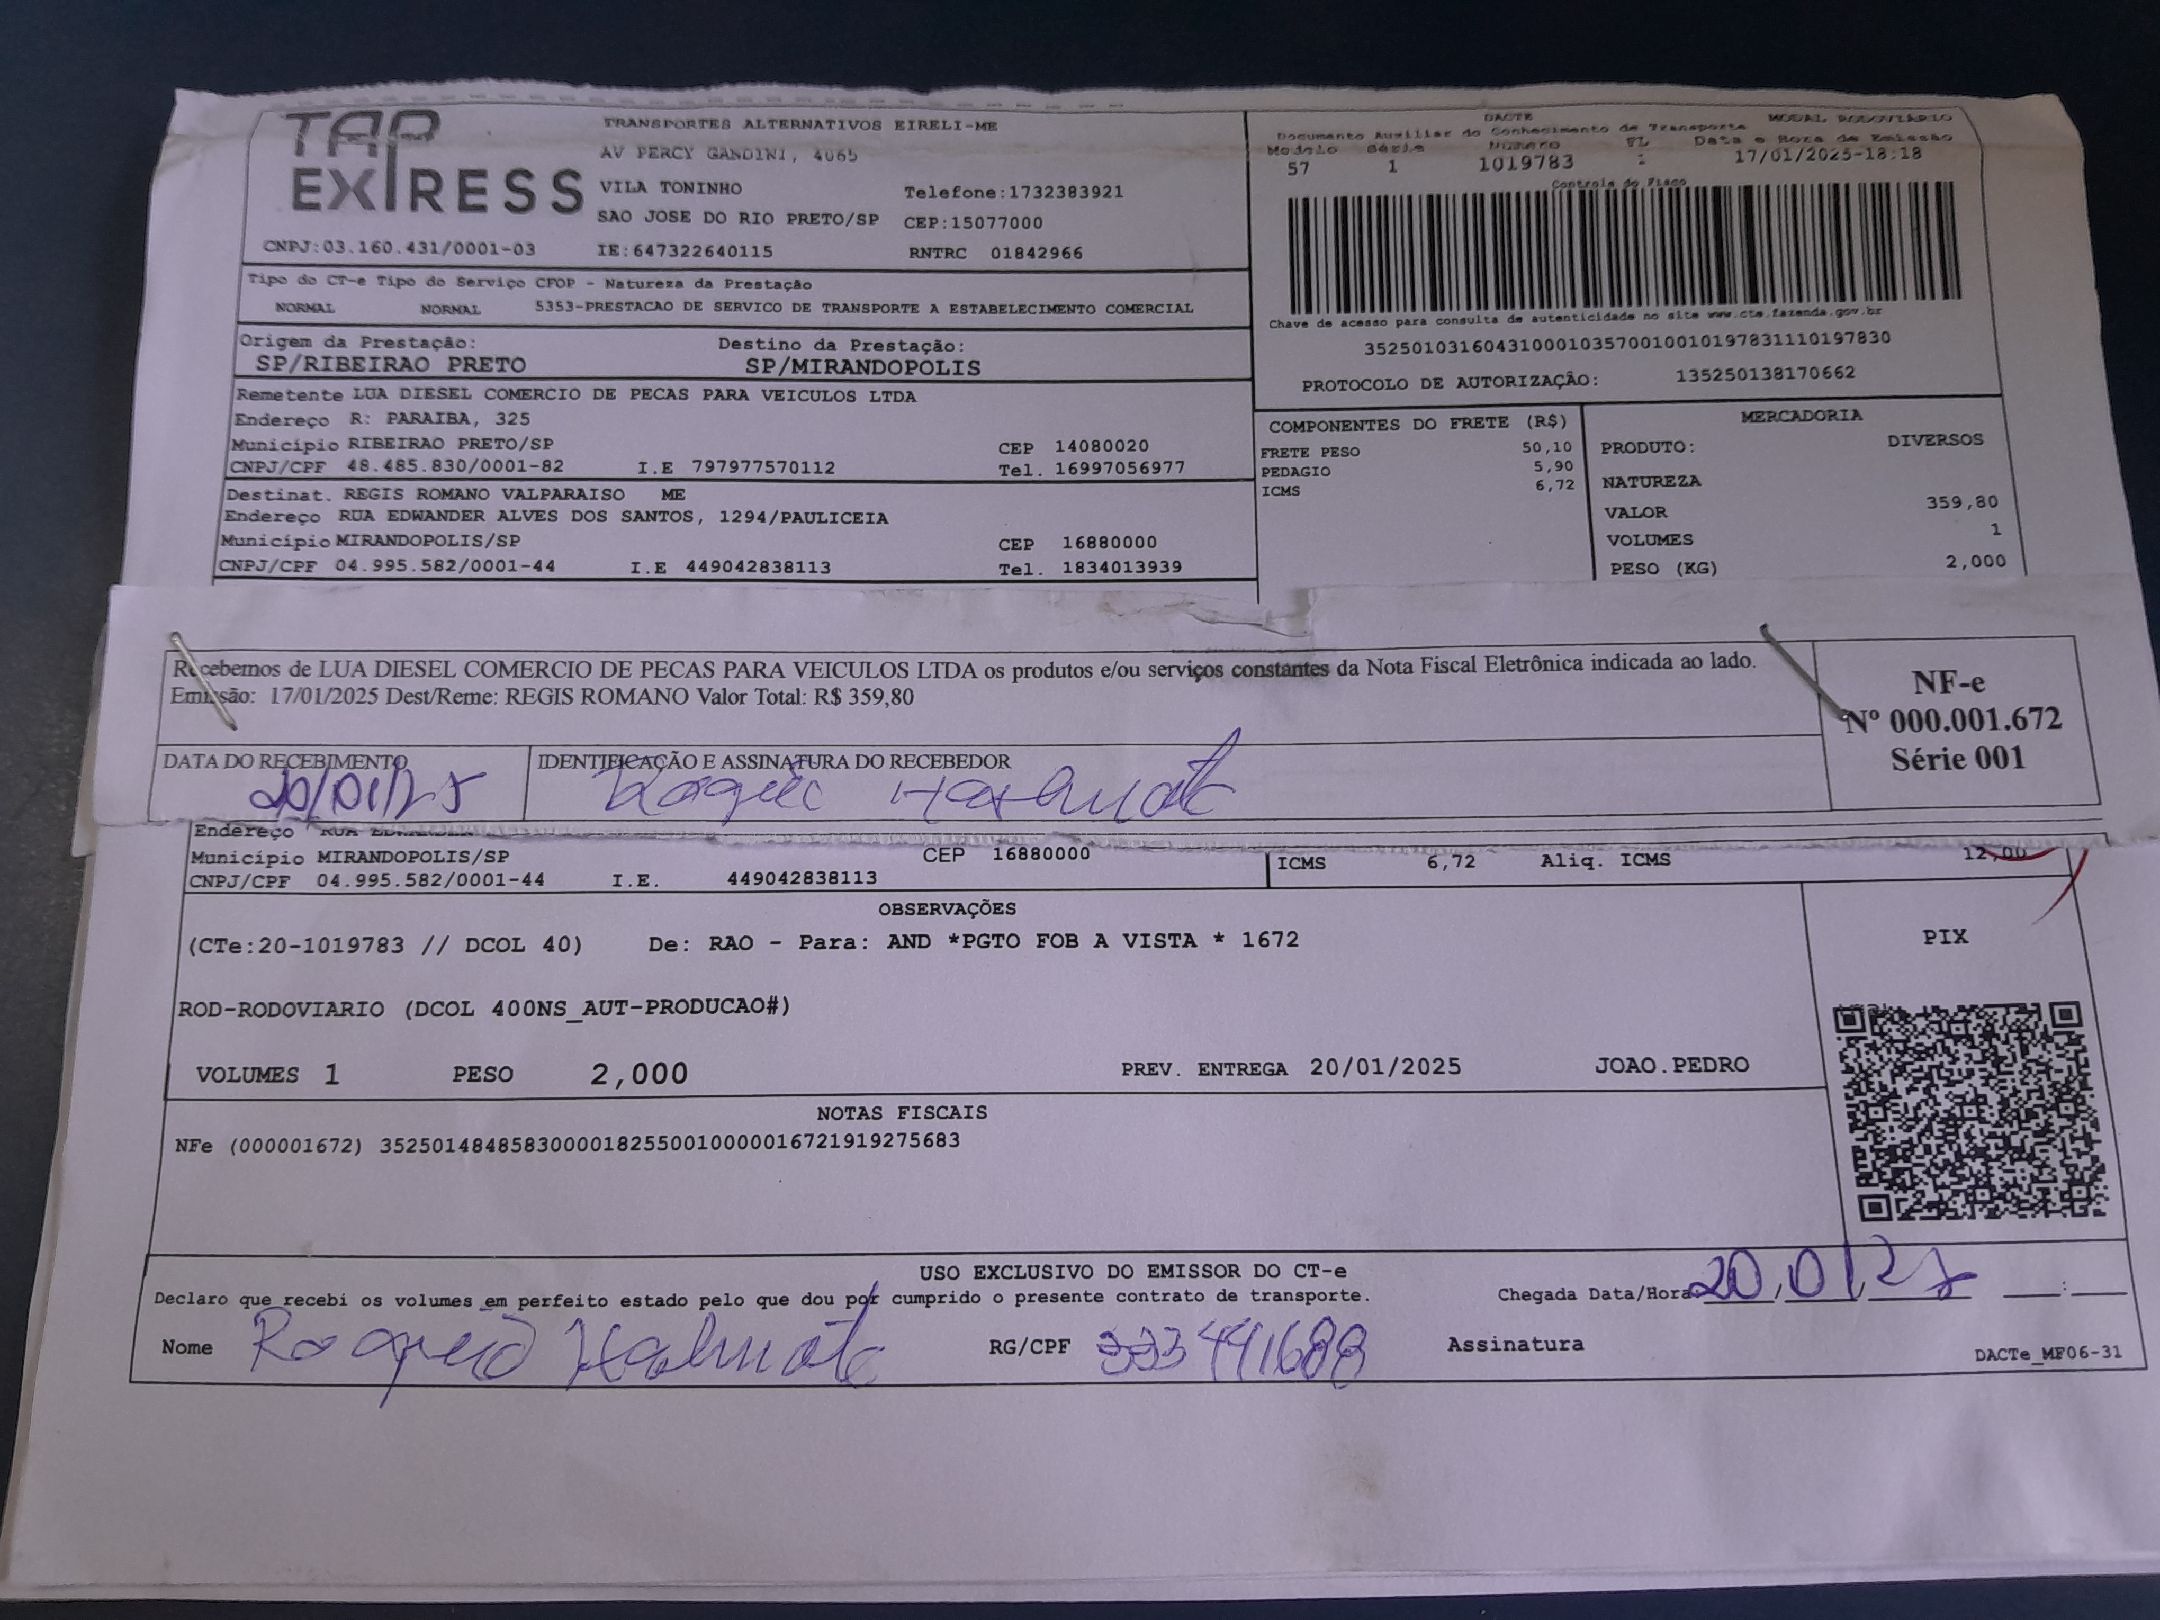 TAP EXPRESS
TRANSPORTES ALTERNATIVOS EIRELI-ME
AV PERCY GANDINI, 4065
VILA TONINHO Telefone:1732383921
SAO JOSE DO RIO PRETO/SP CEP:15077000
CNPJ:03.160.431/0001-03 IE:647322640115 RNTRC 01842966
DACTE MODAL RODOVIARIO
Documento Auxiliar do Conhecimento de Transporte Data e Hora de Emissão
Modelo Série Número FL
57 1 1019783 1 17/01/2025-18:18
Controle do Fisco
Chave de acesso para consulta de autenticidade no site www.cte.fazenda.gov.br
35250103160431000103570010010197831110197830
PROTOCOLO DE AUTORIZAÇÃO: 135250138170662
Tipo do CT-e Tipo do Serviço CFOP - Natureza da Prestação
NORMAL NORMAL 5353-PRESTACAO DE SERVICO DE TRANSPORTE A ESTABELECIMENTO COMERCIAL
Origem da Prestação: Destino da Prestação:
SP/RIBEIRAO PRETO SP/MIRANDOPOLIS
Remetente LUA DIESEL COMERCIO DE PECAS PARA VEICULOS LTDA
Endereço R: PARAIBA, 325
Município RIBEIRAO PRETO/SP CEP 14080020
CNPJ/CPF 48.485.830/0001-82 I.E 797977570112 Tel. 16997056977
Destinat. REGIS ROMANO VALPARAISO ME
Endereço RUA EDWANDER ALVES DOS SANTOS, 1294/PAULICEIA
Município MIRANDOPOLIS/SP CEP 16880000
CNPJ/CPF 04.995.582/0001-44 I.E 449042838113 Tel. 1834013939
COMPONENTES DO FRETE (R$)
FRETE PESO 50,10
PEDAGIO 5,90
ICMS 6,72
MERCADORIA
PRODUTO: DIVERSOS
NATUREZA
VALOR 359,80
VOLUMES 1
PESO (KG) 2,000
Recebemos de LUA DIESEL COMERCIO DE PECAS PARA VEICULOS LTDA os produtos e/ou serviços constantes da Nota Fiscal Eletrônica indicada ao lado.
Emissão: 17/01/2025 Dest/Reme: REGIS ROMANO Valor Total: R$ 359,80
NF-e
Nº 000.001.672
Série 001
DATA DO RECEBIMENTO IDENTIFICAÇÃO E ASSINATURA DO RECEBEDOR
20/01/25
Endereço RUA EDWANDER
Município MIRANDOPOLIS/SP CEP 16880000
CNPJ/CPF 04.995.582/0001-44 I.E. 449042838113
ICMS 6,72 Aliq. ICMS 12,00
OBSERVAÇÕES
(CTe:20-1019783 // DCOL 40) De: RAO - Para: AND *PGTO FOB A VISTA * 1672
ROD-RODOVIARIO (DCOL 400NS_AUT-PRODUCAO#)
VOLUMES 1 PESO 2,000 PREV. ENTREGA 20/01/2025 JOAO.PEDRO
PIX
NOTAS FISCAIS
NFe (000001672) 35250148485830000182550010000016721919275683
USO EXCLUSIVO DO EMISSOR DO CT-e
Declaro que recebi os volumes em perfeito estado pelo que dou por cumprido o presente contrato de transporte. Chegada Data/Hora 20/01/25 :
Nome RG/CPF 333441688 Assinatura
DACTe_MF06-31